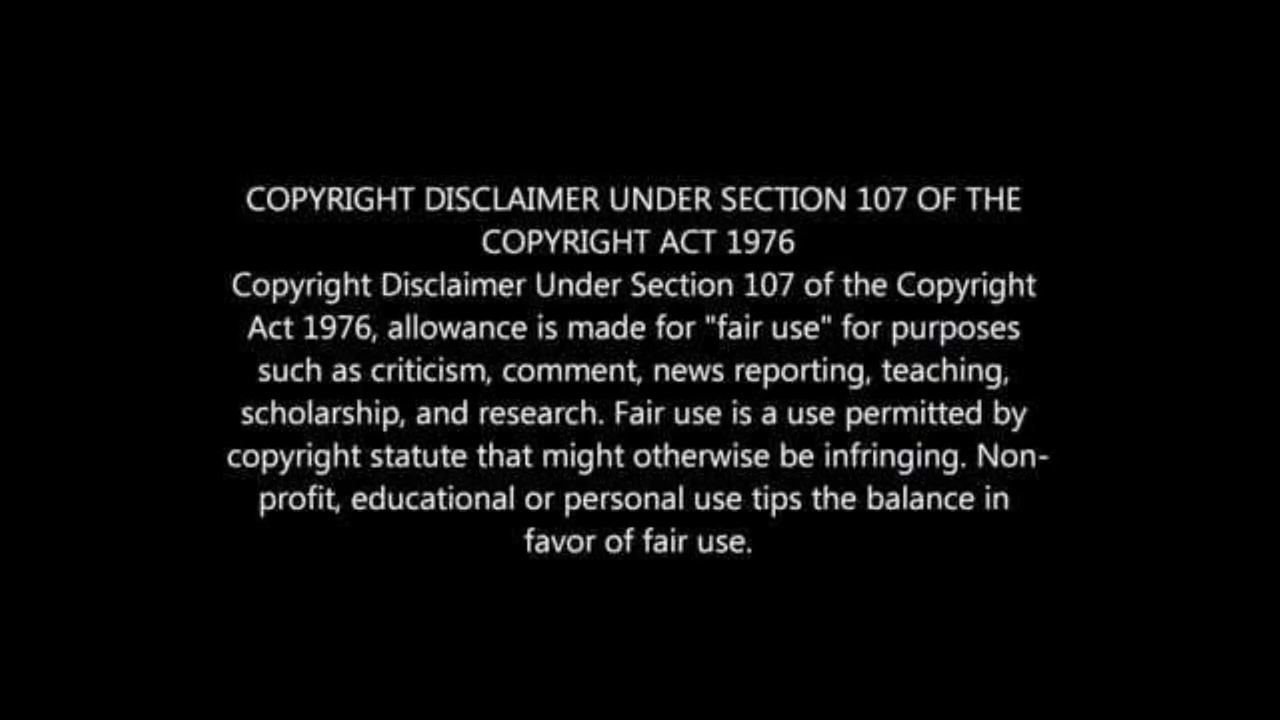 COPYRIGHT DISCLAIMER UNDER SECTION 107 OF THE
COPYRIGHT ACT 1976
Copyright Disclaimer Under Section 107 of the Copyright
Act 1976, allowance is made for "fair use" for purposes
such as criticism, comment, news reporting, teaching,
scholarship, and research. Fair use is a use permitted by
copyright statute that might otherwise be infringing. Non-
profit, educational or personal use tips the balance in
favor of fair use.